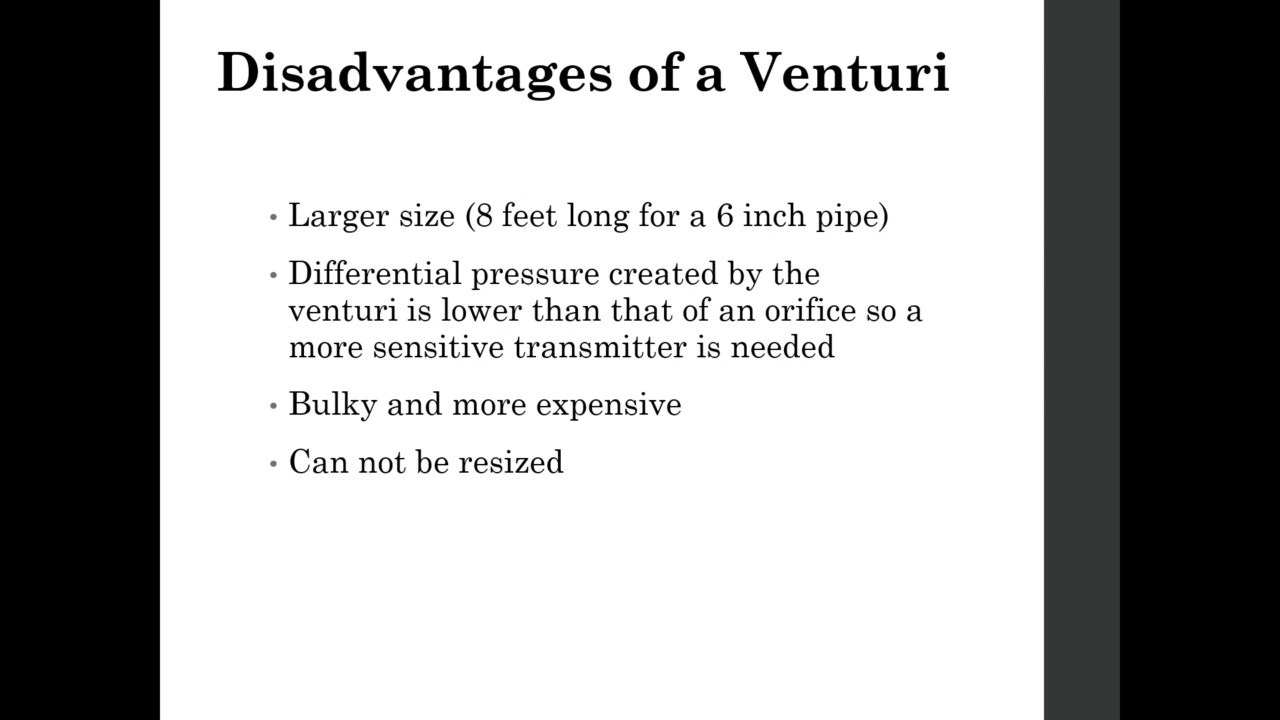 Disadvantages of a Venturi
• Larger size (8 feet long for a 6 inch pipe)
• Differential pressure created by the
venturi is lower than that of an orifice so a
more sensitive transmitter is needed
• Bulky and more expensive
• Can not be resized